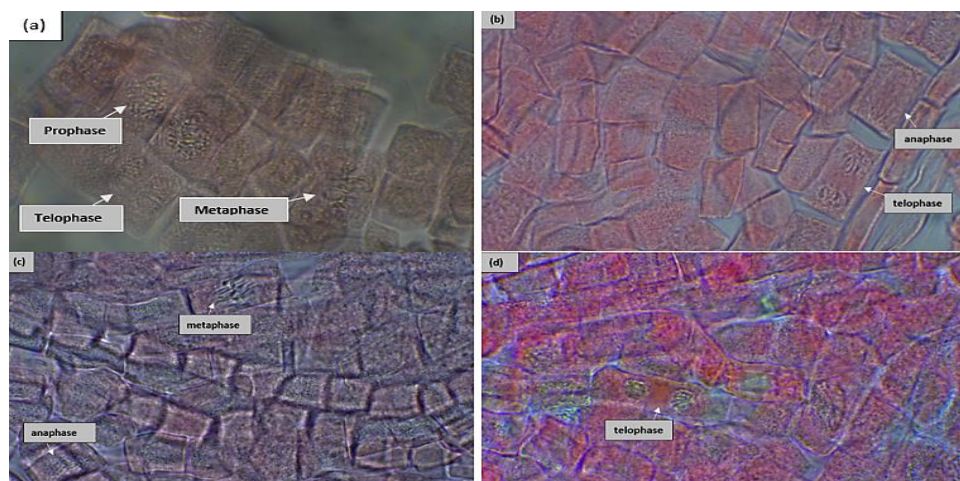 (a)
Prophase
Telophase
Metaphase
(b)
anaphase
telophase
(c)
metaphase
anaphase
(d)
telophase